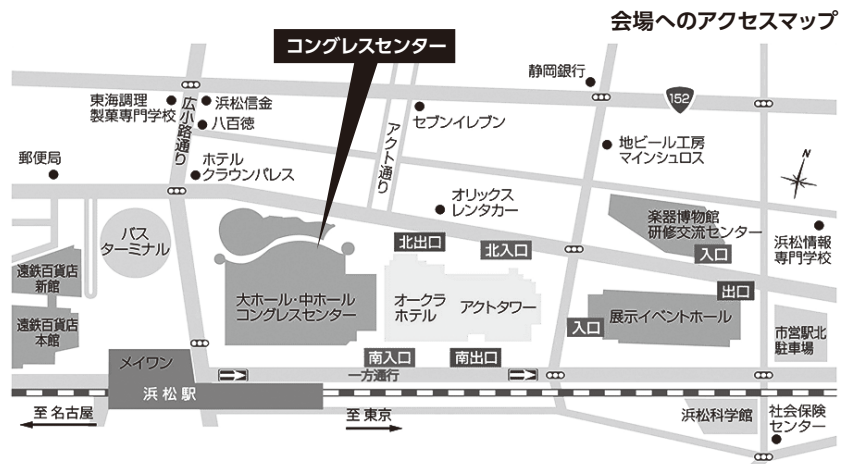 会場へのアクセスマップ
コングレスセンター
静岡銀行
152
東海調理
製菓専門学校
浜松信金
八百徳
広小路通り
アクト通り
セブンイレブン
地ビール工房
マインシュロス
N
郵便局
ホテル
クラウンパレス
オリックス
レンタカー
楽器博物館
研修交流センター
入口
浜松情報
専門学校
バス
ターミナル
北出口
北入口
遠鉄百貨店
新館
大ホール・中ホール
コングレスセンター
オークラ
ホテル
アクトタワー
出口
入口
展示イベントホール
遠鉄百貨店
本館
市営駅北
駐車場
メイワン
南入口
南出口
一方通行
浜松駅
至 名古屋
至 東京
浜松科学館
社会保険
センター